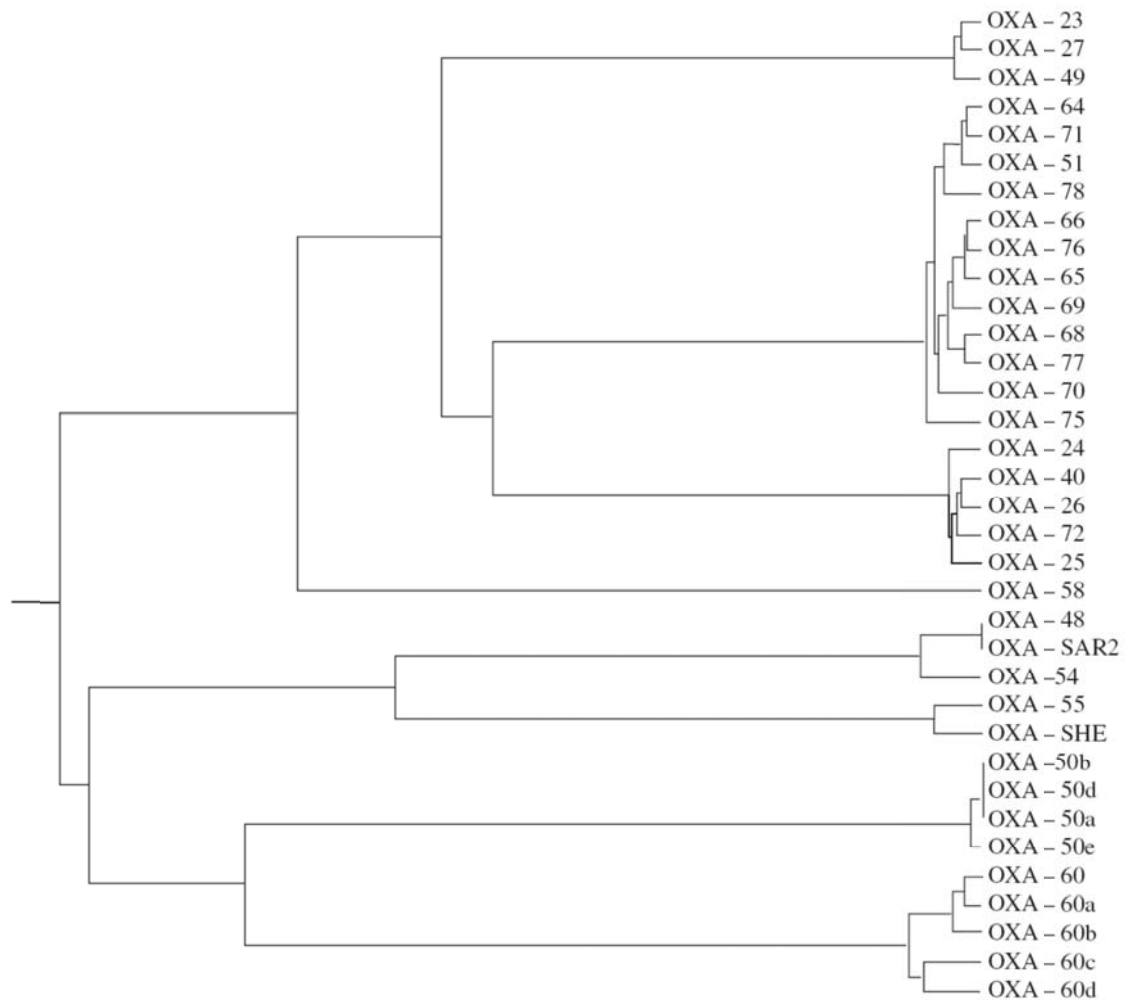 OXA – 23
OXA – 27
OXA – 49
OXA – 64
OXA – 71
OXA – 51
OXA – 78
OXA – 66
OXA – 76
OXA – 65
OXA – 69
OXA – 68
OXA – 77
OXA – 70
OXA – 75
OXA – 24
OXA – 40
OXA – 26
OXA – 72
OXA – 25
OXA – 58
OXA – 48
OXA – SAR2
OXA –54
OXA – 55
OXA – SHE
OXA –50b
OXA – 50d
OXA – 50a
OXA – 50e
OXA – 60
OXA – 60a
OXA – 60b
OXA – 60c
OXA – 60d